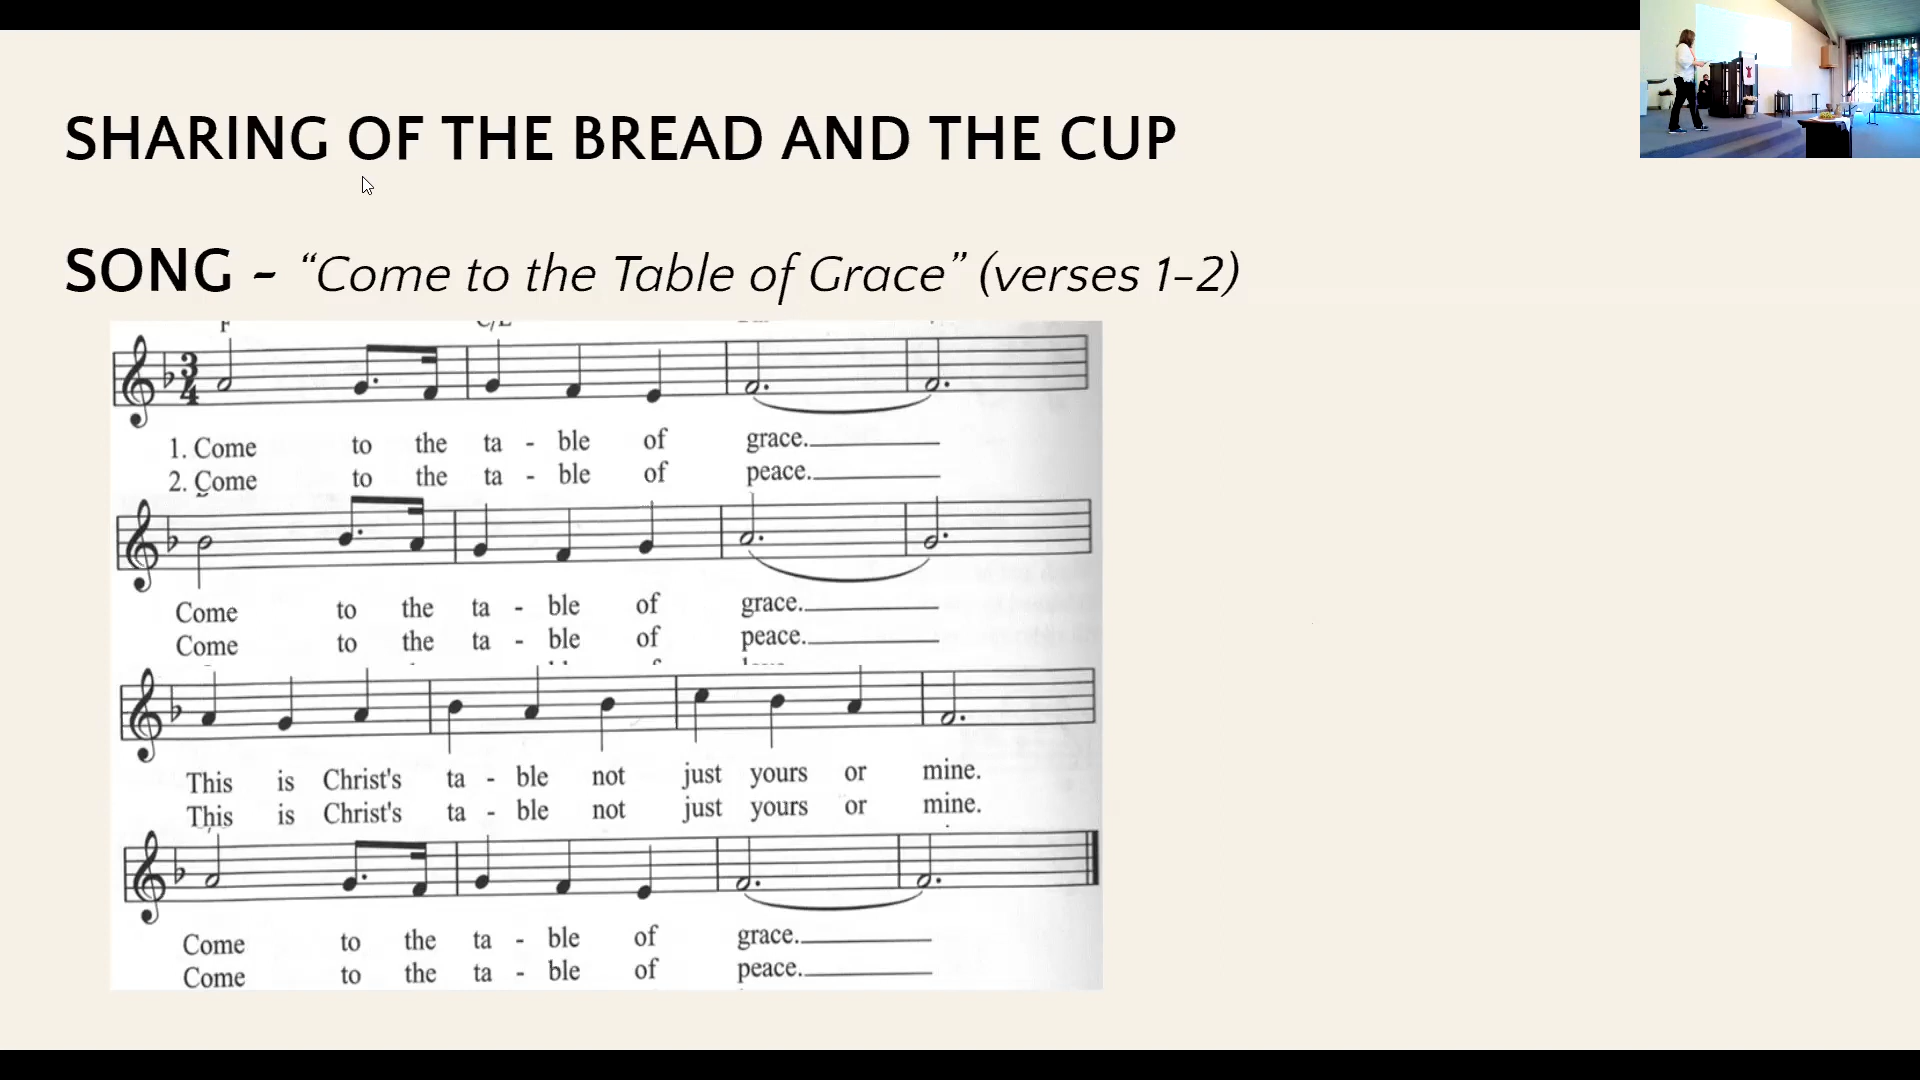 SHARING OF THE BREAD AND THE CUP
SONG - “Come to the Table of Grace” (verses 1-2)
F
3
4
1. Come to the ta - ble of grace.
2. Come to the ta - ble of peace.
Come to the ta - ble of grace.
Come to the ta - ble of peace.
This is Christ's ta - ble not just yours or mine.
This is Christ's ta - ble not just yours or mine.
Come to the ta - ble of grace.
Come to the ta - ble of peace.